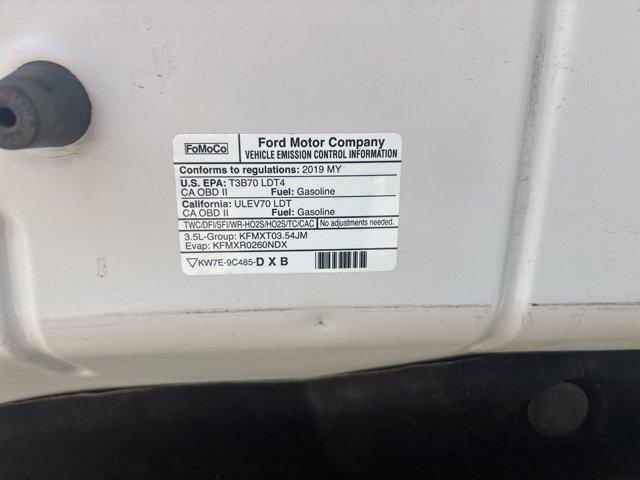 FoMoCo
Ford Motor Company
VEHICLE EMISSION CONTROL INFORMATION
Conforms to regulations: 2019 MY
U.S. EPA: T3B70 LDT4
CA OBD II Fuel: Gasoline
California: ULEV70 LDT
CA OBD II Fuel: Gasoline
TWC/DFI/SFI/WR-HO2S/HO2S/TC/CAC No adjustments needed.
3.5L-Group: KFMXT03.54JM
Evap: KFMXR0260NDX
KW7E-9C485-D X B